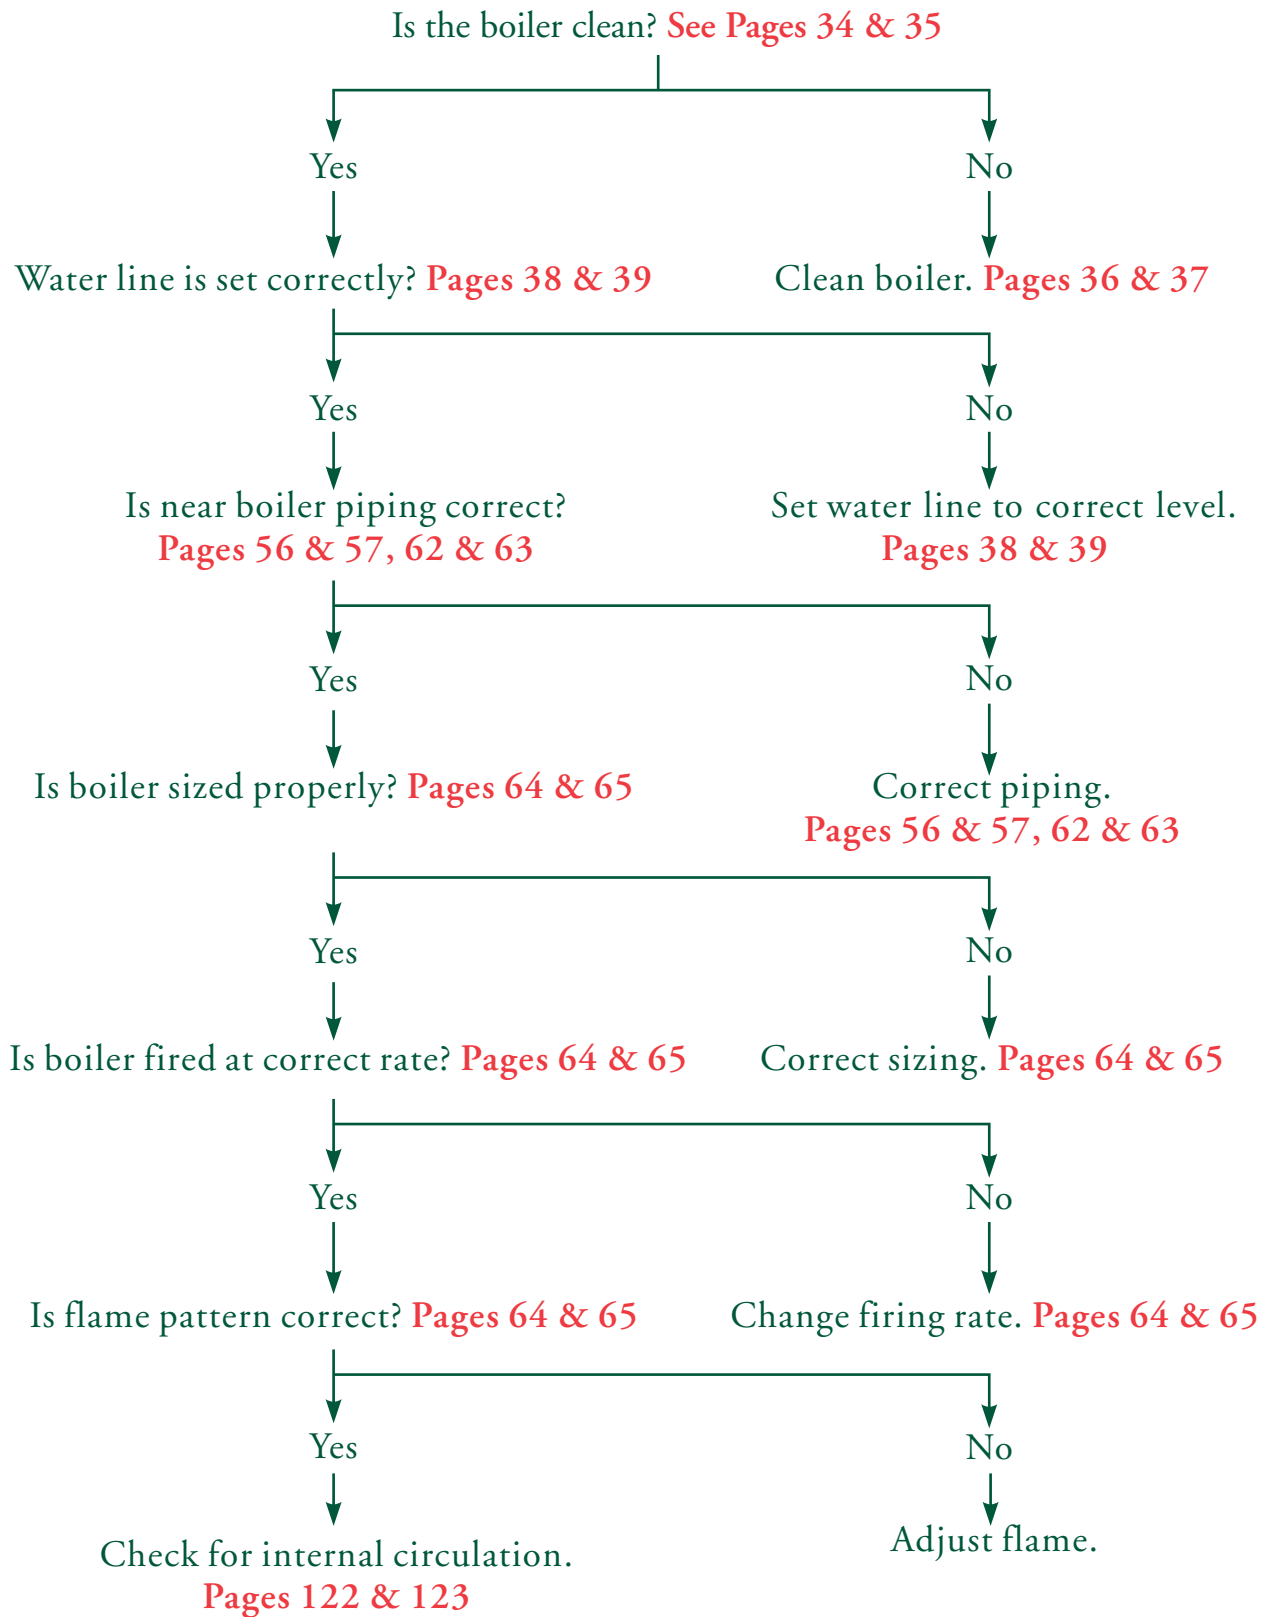 Is the boiler clean? See Pages 34 & 35
Yes
No
Water line is set correctly? Pages 38 & 39
Clean boiler. Pages 36 & 37
Yes
No
Is near boiler piping correct?
Pages 56 & 57, 62 & 63
Set water line to correct level.
Pages 38 & 39
Yes
No
Is boiler sized properly? Pages 64 & 65
Correct piping.
Pages 56 & 57, 62 & 63
Yes
No
Is boiler fired at correct rate? Pages 64 & 65
Correct sizing. Pages 64 & 65
Yes
No
Is flame pattern correct? Pages 64 & 65
Change firing rate. Pages 64 & 65
Yes
No
Check for internal circulation.
Pages 122 & 123
Adjust flame.